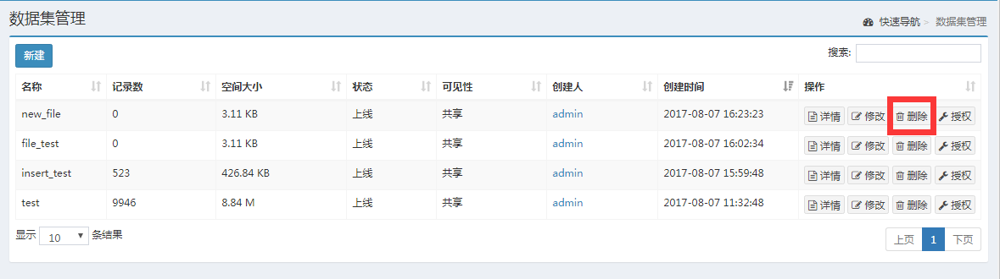 数据集管理
快速导航 > 数据集管理
新建 搜索:
名称 记录数 空间大小 状态 可见性 创建人 创建时间 操作
new_file 0 3.11 KB 上线 共享 admin 2017-08-07 16:23:23 详情 修改 删除 授权
file_test 0 3.11 KB 上线 共享 admin 2017-08-07 16:02:34 详情 修改 删除 授权
insert_test 523 426.84 KB 上线 共享 admin 2017-08-07 15:59:48 详情 修改 删除 授权
test 9946 8.84 M 上线 共享 admin 2017-08-07 11:32:48 详情 修改 删除 授权
显示 10 条结果 上页 1 下页